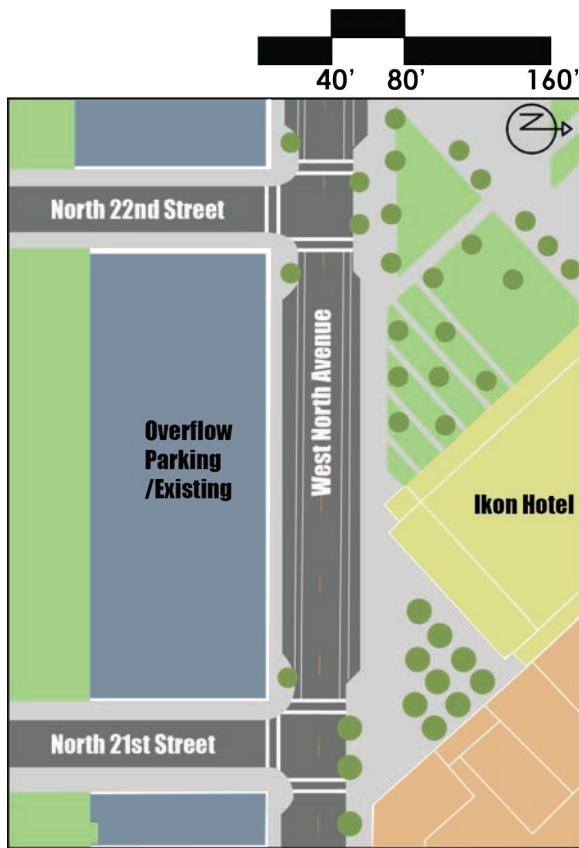 40’ 80’ 160’
N
North 22nd Street
West North Avenue
Overflow
Parking
/Existing
Ikon Hotel
North 21st Street